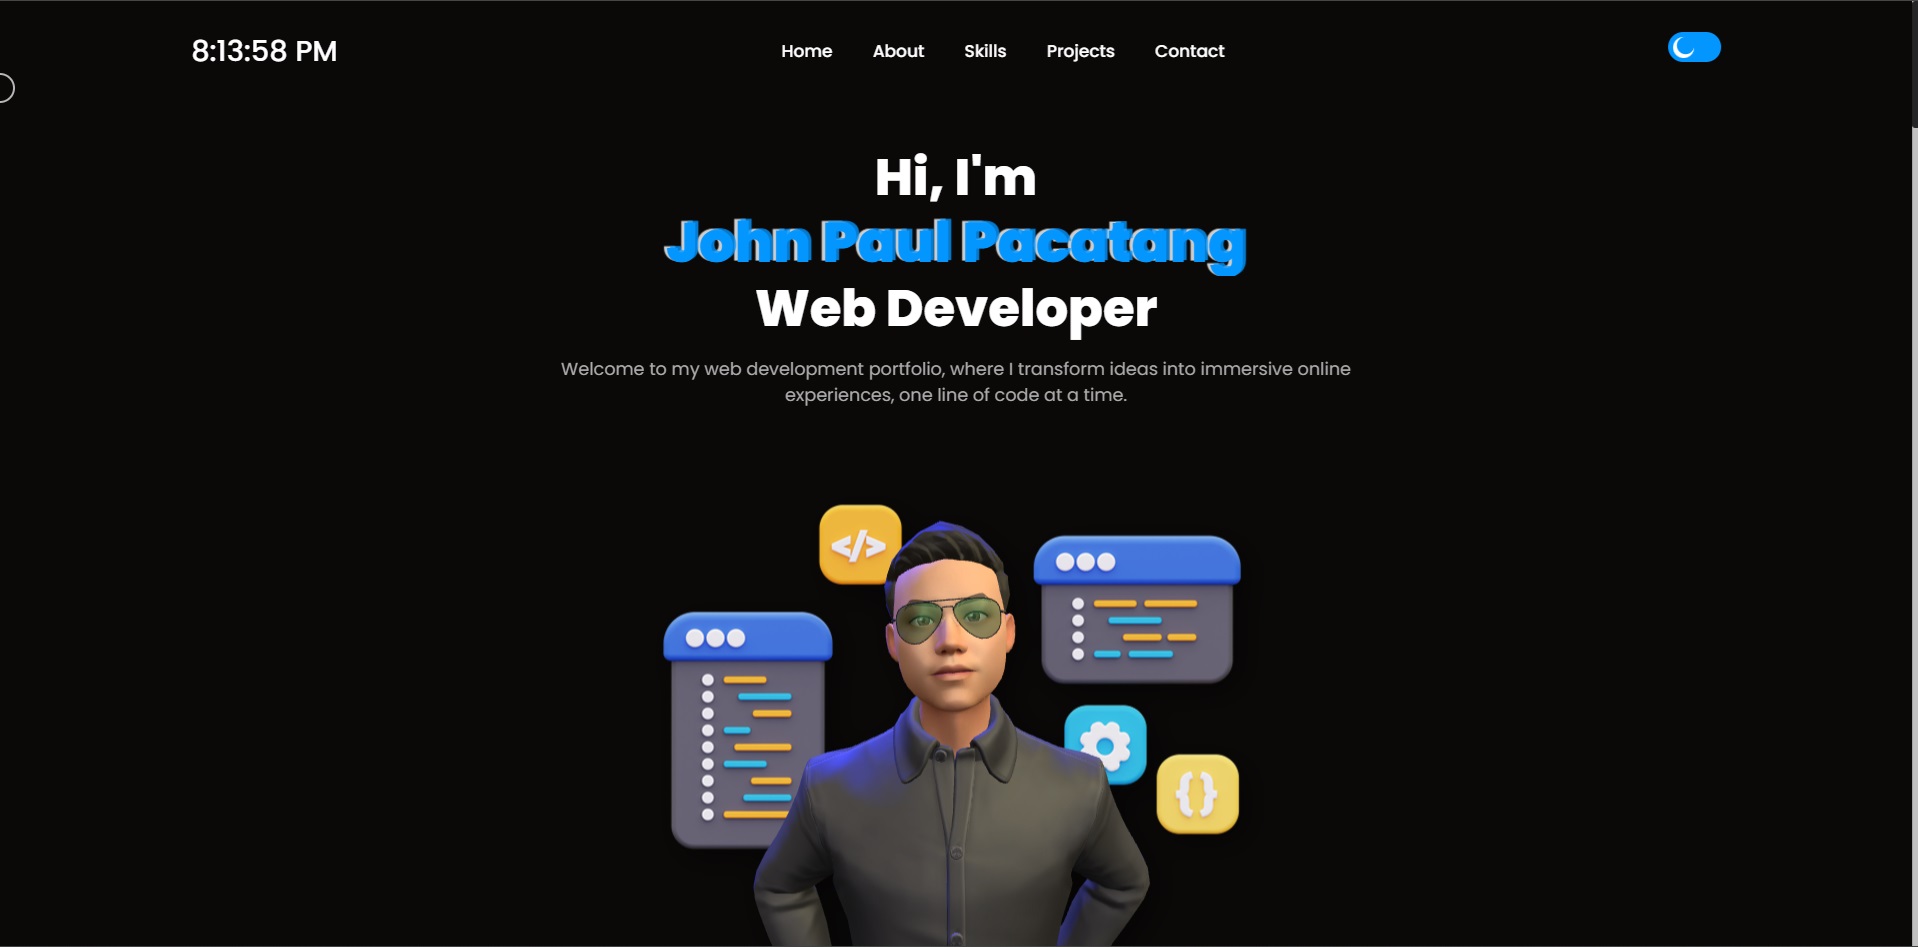 8:13:58 PM
Home About Skills Projects Contact
Hi, I'm
John Paul Pacatang
Web Developer
Welcome to my web development portfolio, where I transform ideas into immersive online
experiences, one line of code at a time.
</>
{}